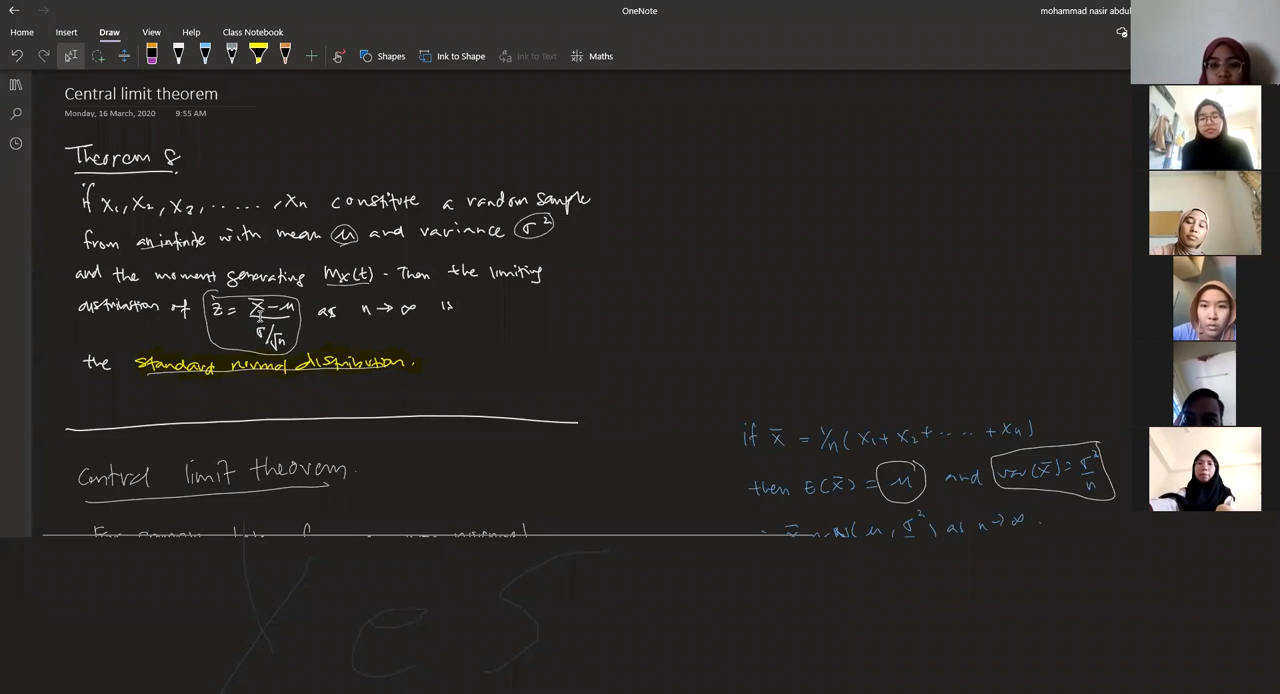 OneNote
mohammad nasir abdul
Home Insert Draw View Help Class Notebook
Shapes Ink to Shape Ink to Text Maths
Central limit theorem
Monday, 16 March, 2020 9:55 AM
Theorem 8
if X1, X2, X3, ......, Xn constitute a random sample
from an infinite with mean μ and variance σ²
and the moment generating Mx(t). Then the limiting
distribution of Z = X̄ - μ / σ/√n as n → ∞ is
the standard normal distribution.
Central limit theorem.
if X̄ = 1/n (X1 + X2 + ..... + Xn)
then E(X̄) = μ and var(X̄) = σ²/n
(μ, σ²) as n → ∞.
Yes